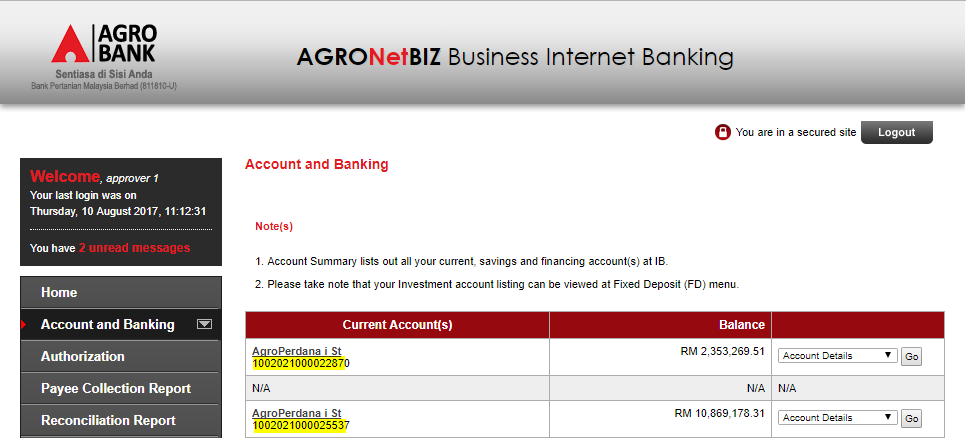 AGRO
BANK
Sentiasa di Sisi Anda
Bank Pertanian Malaysia Berhad (811810-U)
AGRONetBIZ Business Internet Banking
You are in a secured site
Logout
Welcome, approver 1
Your last login was on
Thursday, 10 August 2017, 11:12:31
You have 2 unread messages
Home
Account and Banking
Authorization
Payee Collection Report
Reconciliation Report
Account and Banking
Note(s)
1. Account Summary lists out all your current, savings and financing account(s) at IB.
2. Please take note that your Investment account listing can be viewed at Fixed Deposit (FD) menu.
Current Account(s) Balance
AgroPerdana i St RM 2,353,269.51 Account Details Go
1002021000022870
N/A N/A N/A
AgroPerdana i St RM 10,869,178.31 Account Details Go
1002021000025537